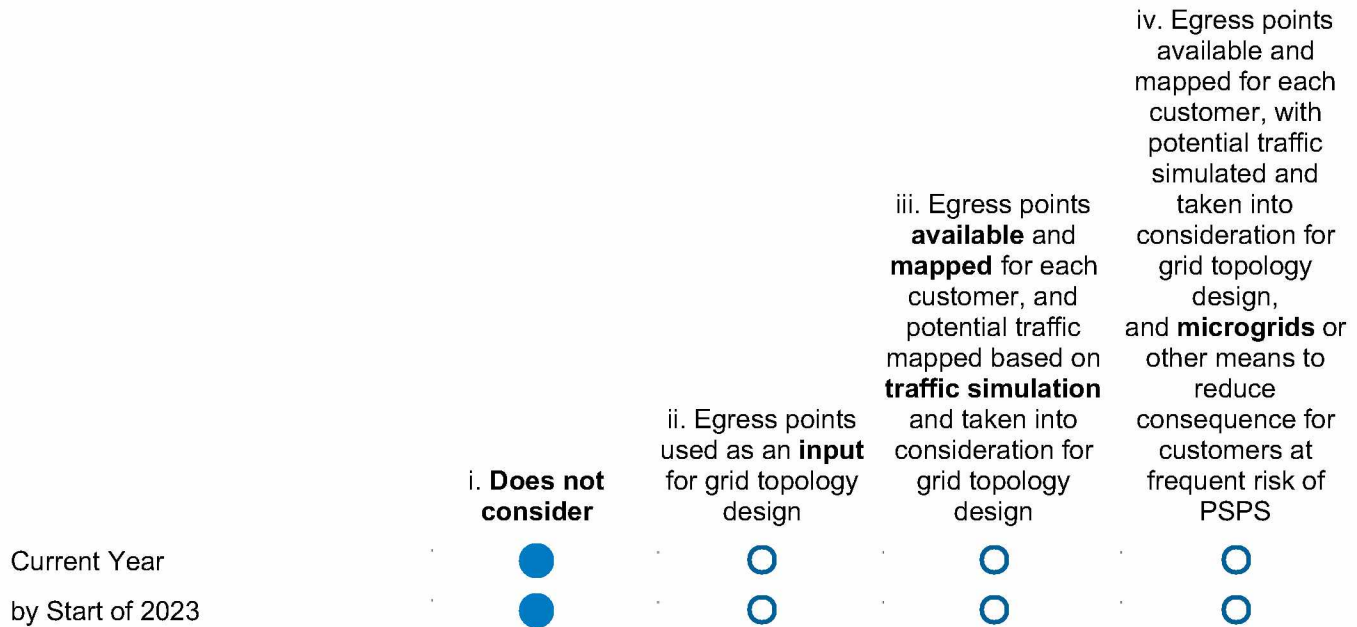 i. Does not
consider
ii. Egress points
used as an input
for grid topology
design
iii. Egress points
available and
mapped for each
customer, and
potential traffic
mapped based on
traffic simulation
and taken into
consideration for
grid topology
design
iv. Egress points
available and
mapped for each
customer, with
potential traffic
simulated and
taken into
consideration for
grid topology
design,
and microgrids or
other means to
reduce
consequence for
customers at
frequent risk of
PSPS
Current Year
by Start of 2023